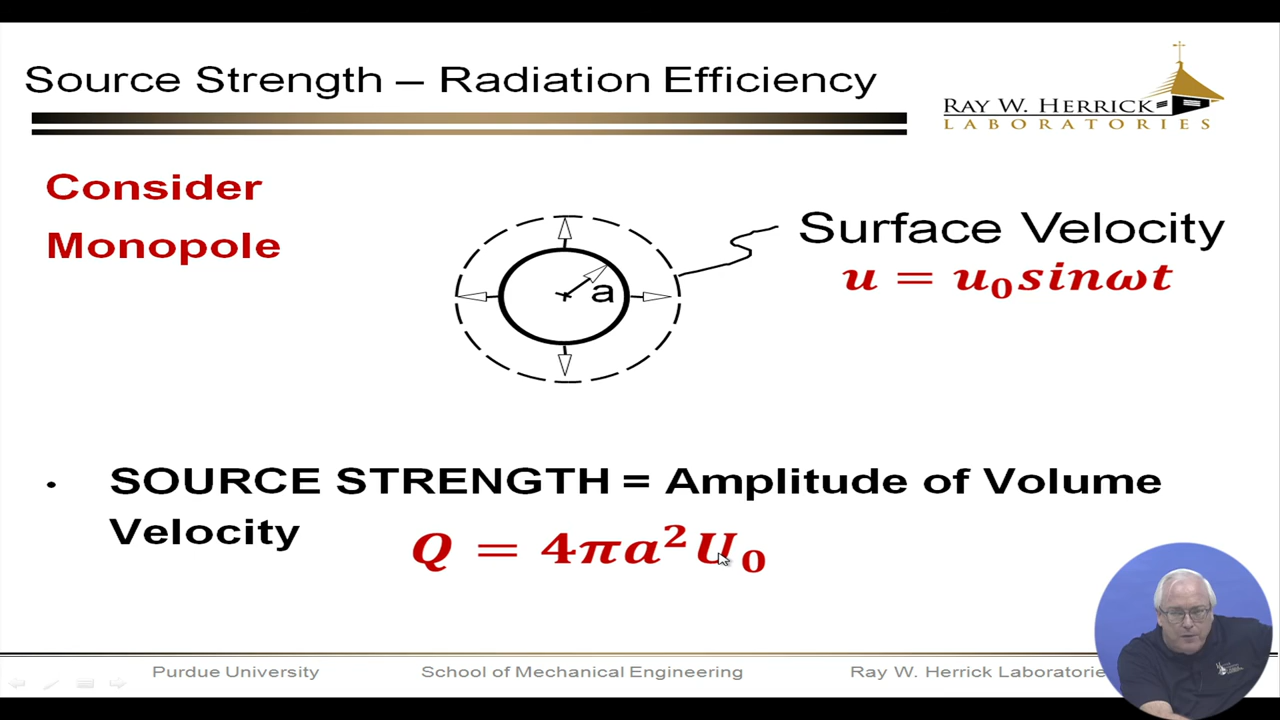 Source Strength – Radiation Efficiency
RAY W. HERRICK
LABORATORIES
Consider
Monopole
a
Surface Velocity
u = u₀sinωt
• SOURCE STRENGTH = Amplitude of Volume
Velocity
Q = 4πa²U₀
Purdue University
School of Mechanical Engineering
Ray W. Herrick Laboratorie